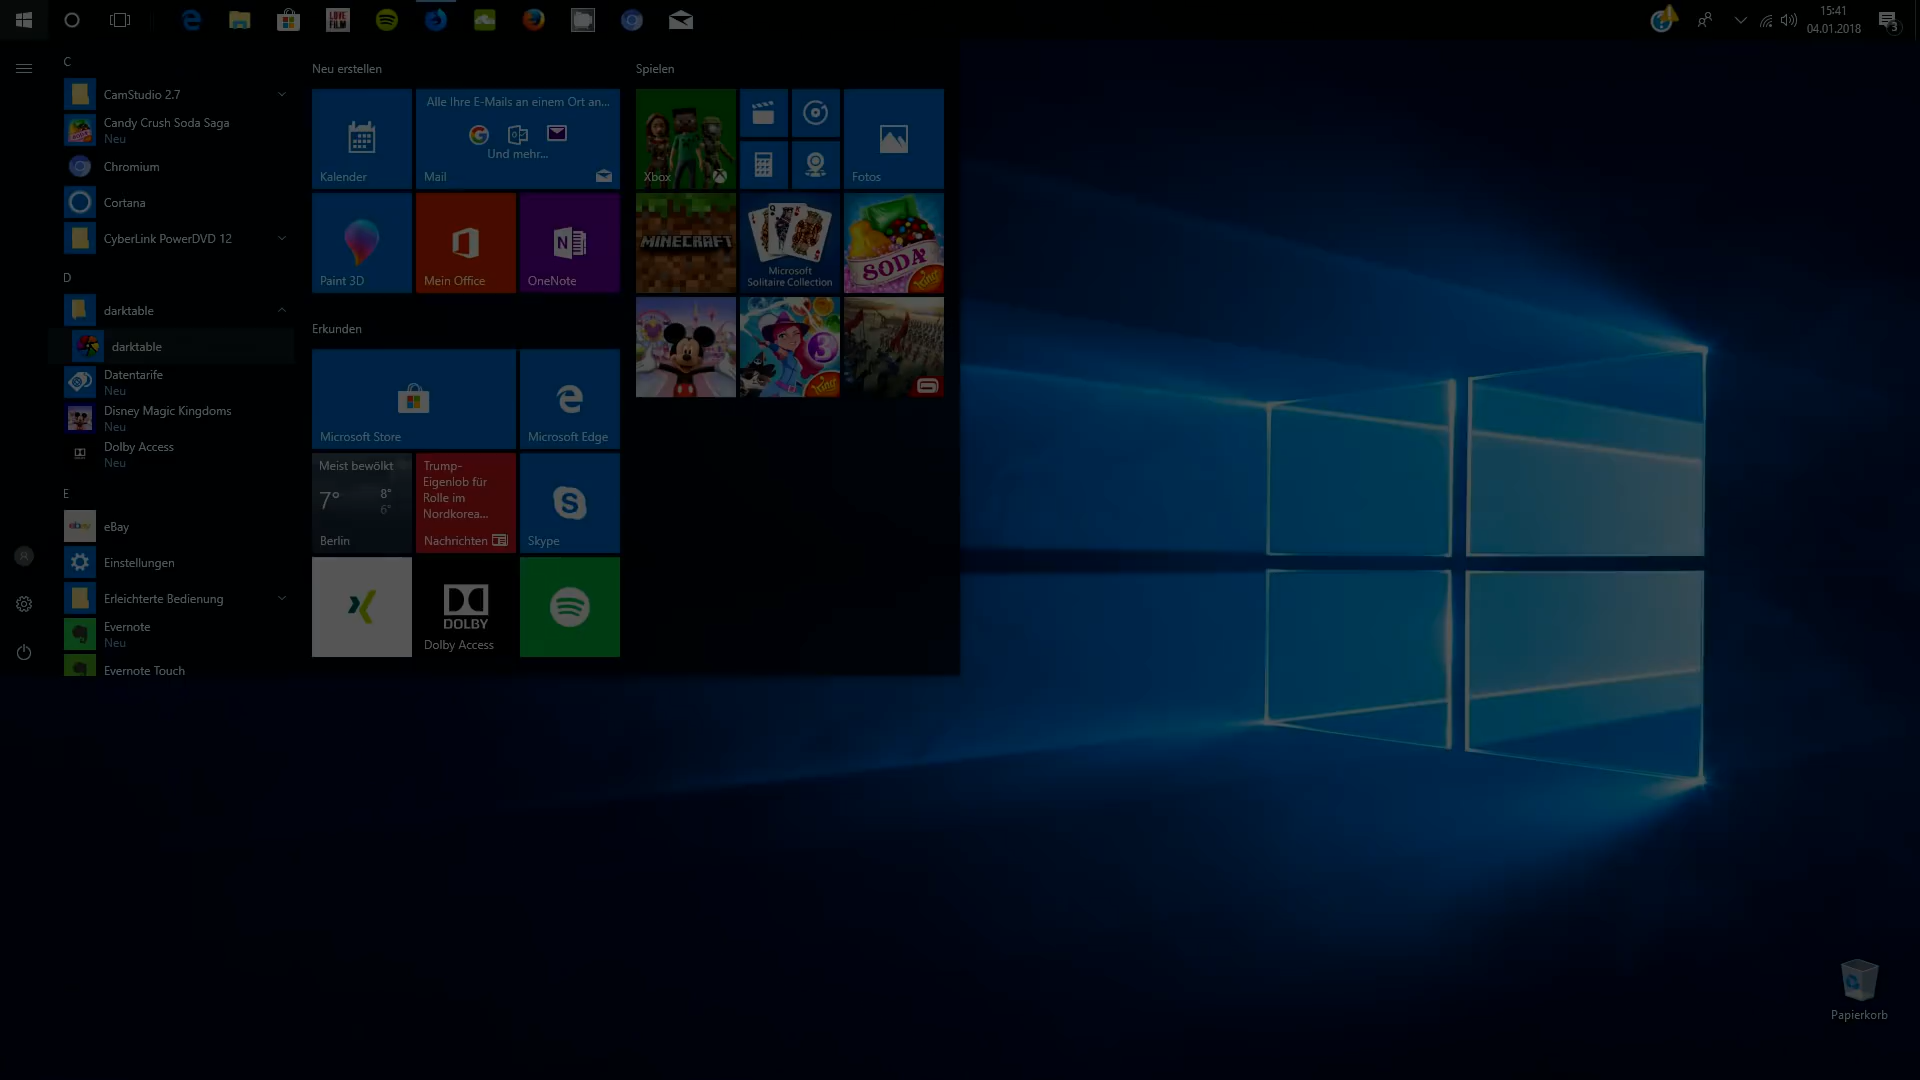 15:41
04.01.2018
3
C
CamStudio 2.7
Candy Crush Soda Saga
Neu
Chromium
Cortana
CyberLink PowerDVD 12
D
darktable
darktable
Datentarife
Neu
Disney Magic Kingdoms
Neu
Dolby Access
Neu
E
eBay
Einstellungen
Erleichterte Bedienung
Evernote
Neu
Evernote Touch
Neu erstellen
Kalender
Alle Ihre E-Mails an einem Ort an...
Und mehr...
Mail
Paint 3D
Mein Office
OneNote
Erkunden
Microsoft Store
Microsoft Edge
Meist bewölkt
7° 8°
6°
Berlin
Trump-
Eigenlob für
Rolle im
Nordkorea...
Nachrichten
Skype
DOLBY
Dolby Access
Spielen
Xbox
Fotos
MINECRAFT
Microsoft
Solitaire Collection
SODA
King
3
King
Papierkorb